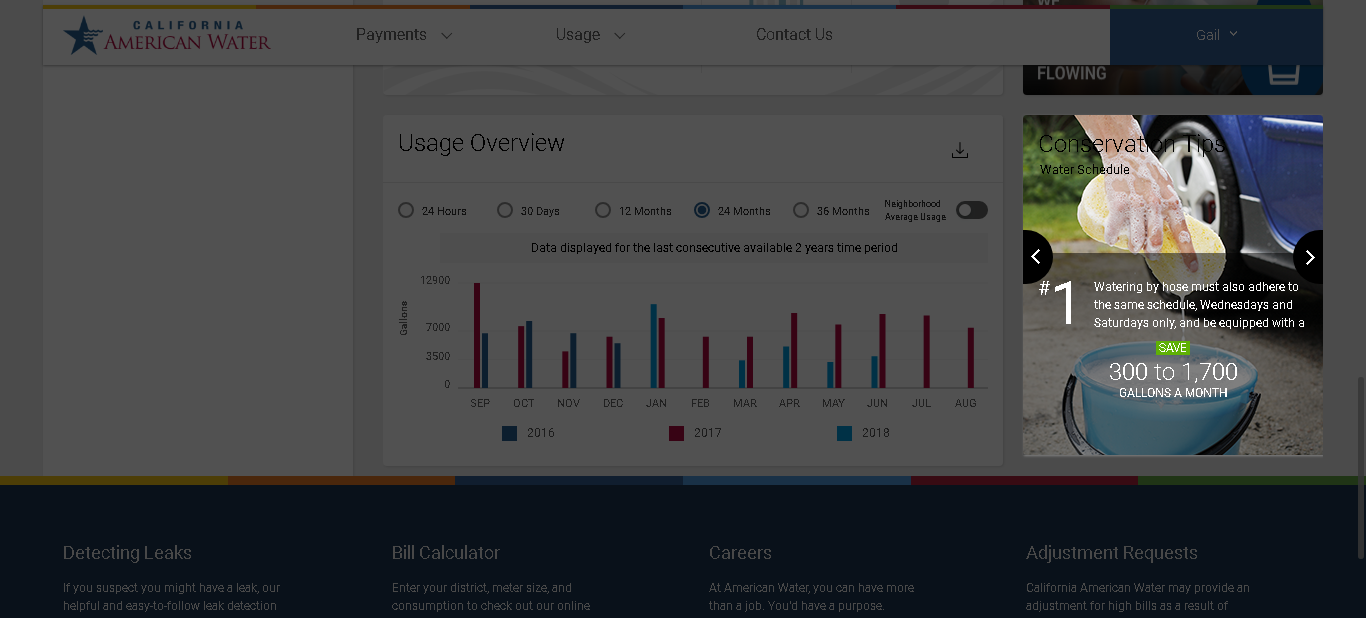 WE
CALIFORNIA
AMERICAN WATER
Payments
Usage
Contact Us
Gail
FLOWING
Usage Overview
24 Hours
30 Days
12 Months
24 Months
36 Months
Neighborhood
Average Usage
Data displayed for the last consecutive available 2 years time period
Gallons
12900
7000
3500
0
SEP
OCT
NOV
DEC
JAN
FEB
MAR
APR
MAY
JUN
JUL
AUG
2016
2017
2018
Conservation Tips
Water Schedule
#1
Watering by hose must also adhere to
the same schedule, Wednesdays and
Saturdays only, and be equipped with a
SAVE
300 to 1,700
GALLONS A MONTH
Detecting Leaks
If you suspect you might have a leak, our
helpful and easy-to-follow leak detection
Bill Calculator
Enter your district, meter size, and
consumption to check out our online
Careers
At American Water, you can have more
than a job. You'd have a purpose.
Adjustment Requests
California American Water may provide an
adjustment for high bills as a result of